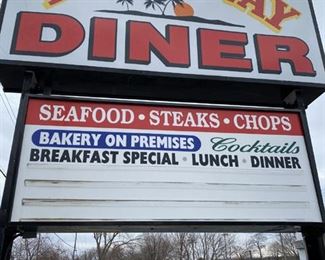 DINER
SEAFOOD • STEAKS • CHOPS
BAKERY ON PREMISES Cocktails
BREAKFAST SPECIAL • LUNCH • DINNER